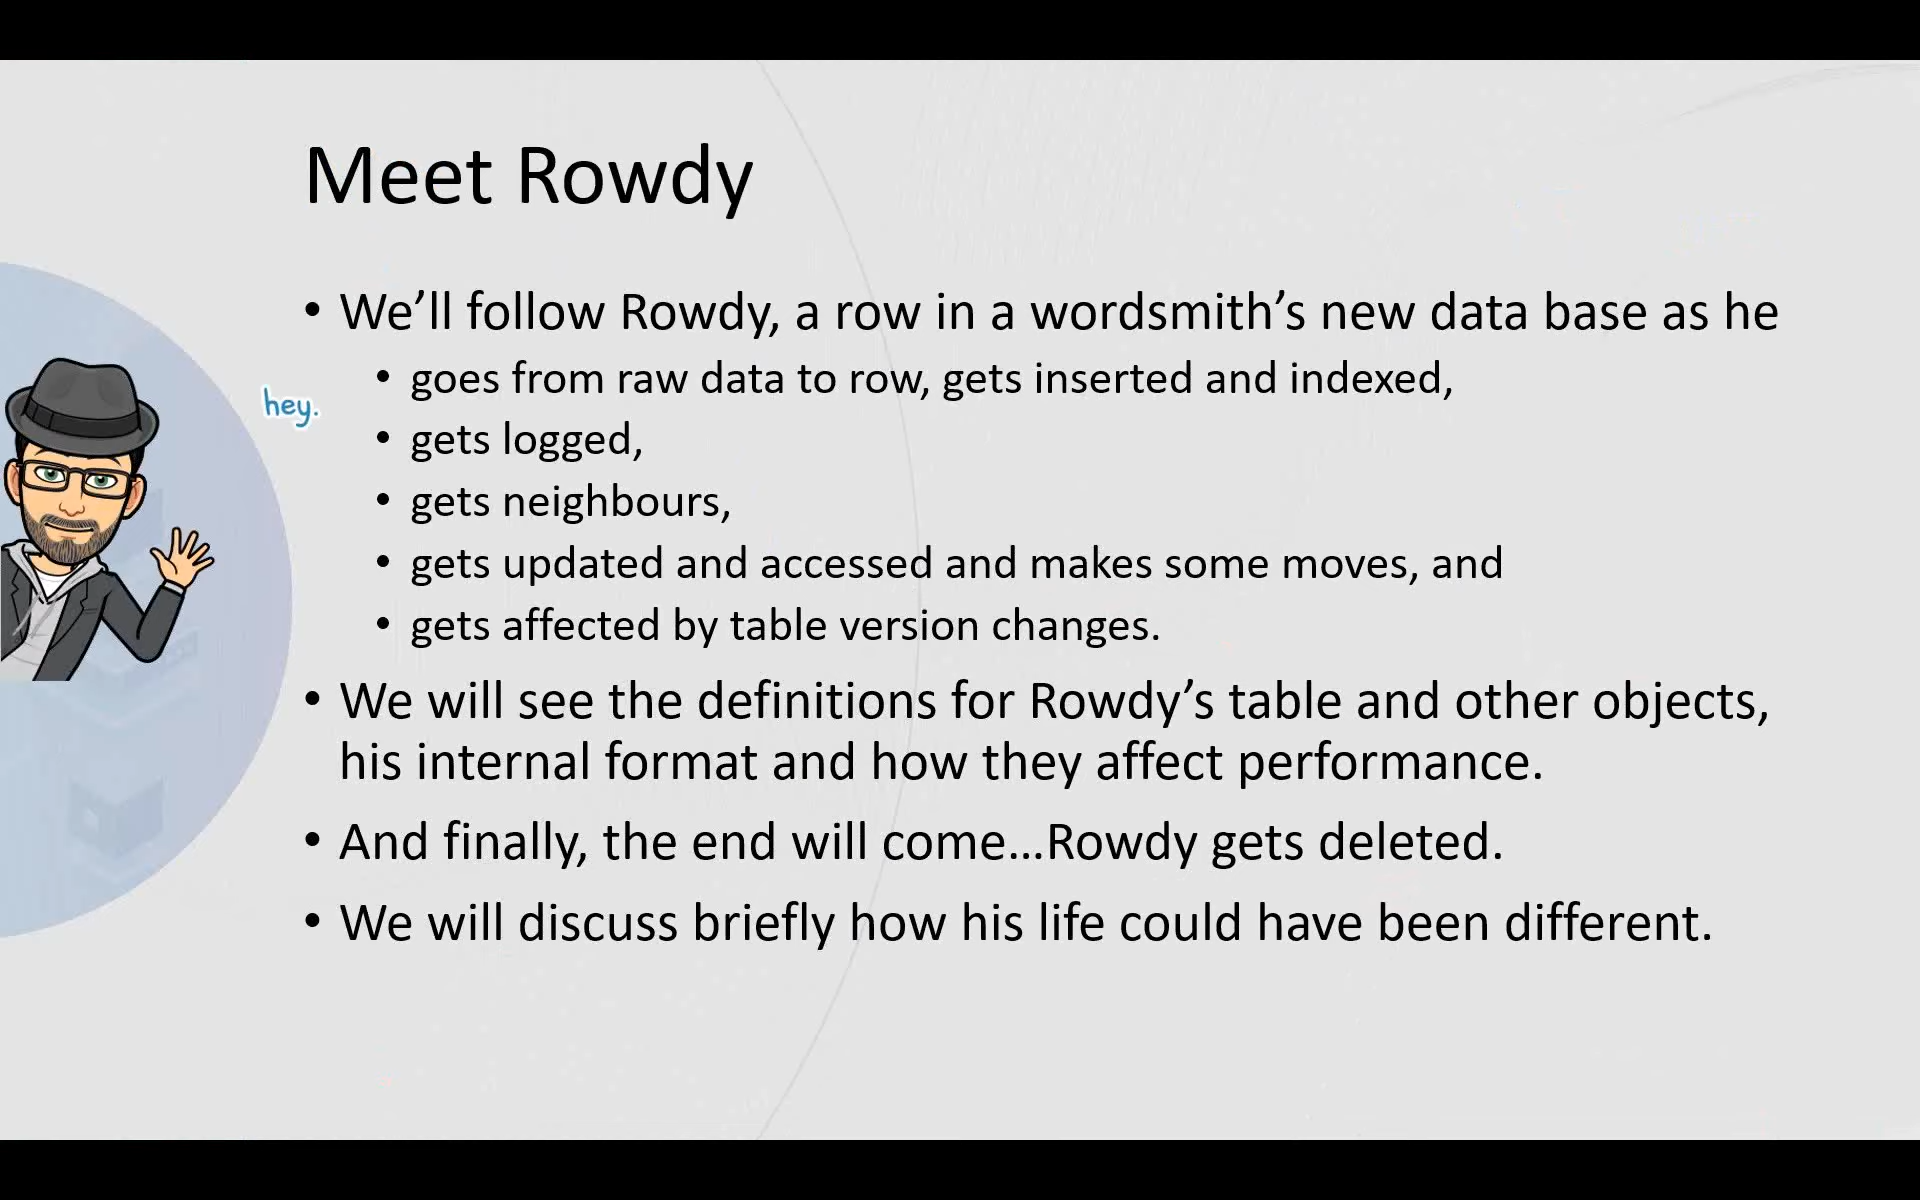 Meet Rowdy
• We’ll follow Rowdy, a row in a wordsmith’s new data base as he
• goes from raw data to row, gets inserted and indexed,
hey.
• gets logged,
• gets neighbours,
• gets updated and accessed and makes some moves, and
• gets affected by table version changes.
• We will see the definitions for Rowdy’s table and other objects,
his internal format and how they affect performance.
• And finally, the end will come...Rowdy gets deleted.
• We will discuss briefly how his life could have been different.